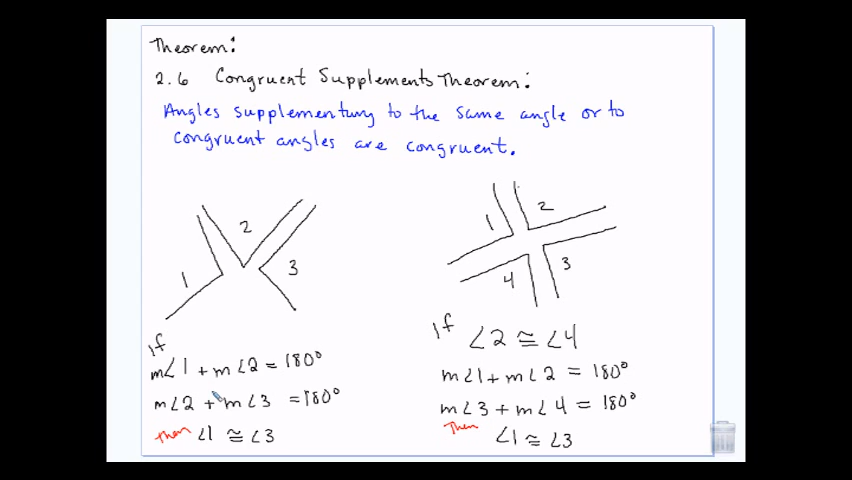 Theorem:
2.6 Congruent Supplements Theorem:
Angles supplementary to the same angle or to
congruent angles are congruent.
1
2
3
1
2
3
4
If
m∠1 + m∠2 = 180°
m∠2 + m∠3 = 180°
then ∠1 ≅ ∠3
If ∠2 ≅ ∠4
m∠1 + m∠2 = 180°
m∠3 + m∠4 = 180°
Then ∠1 ≅ ∠3